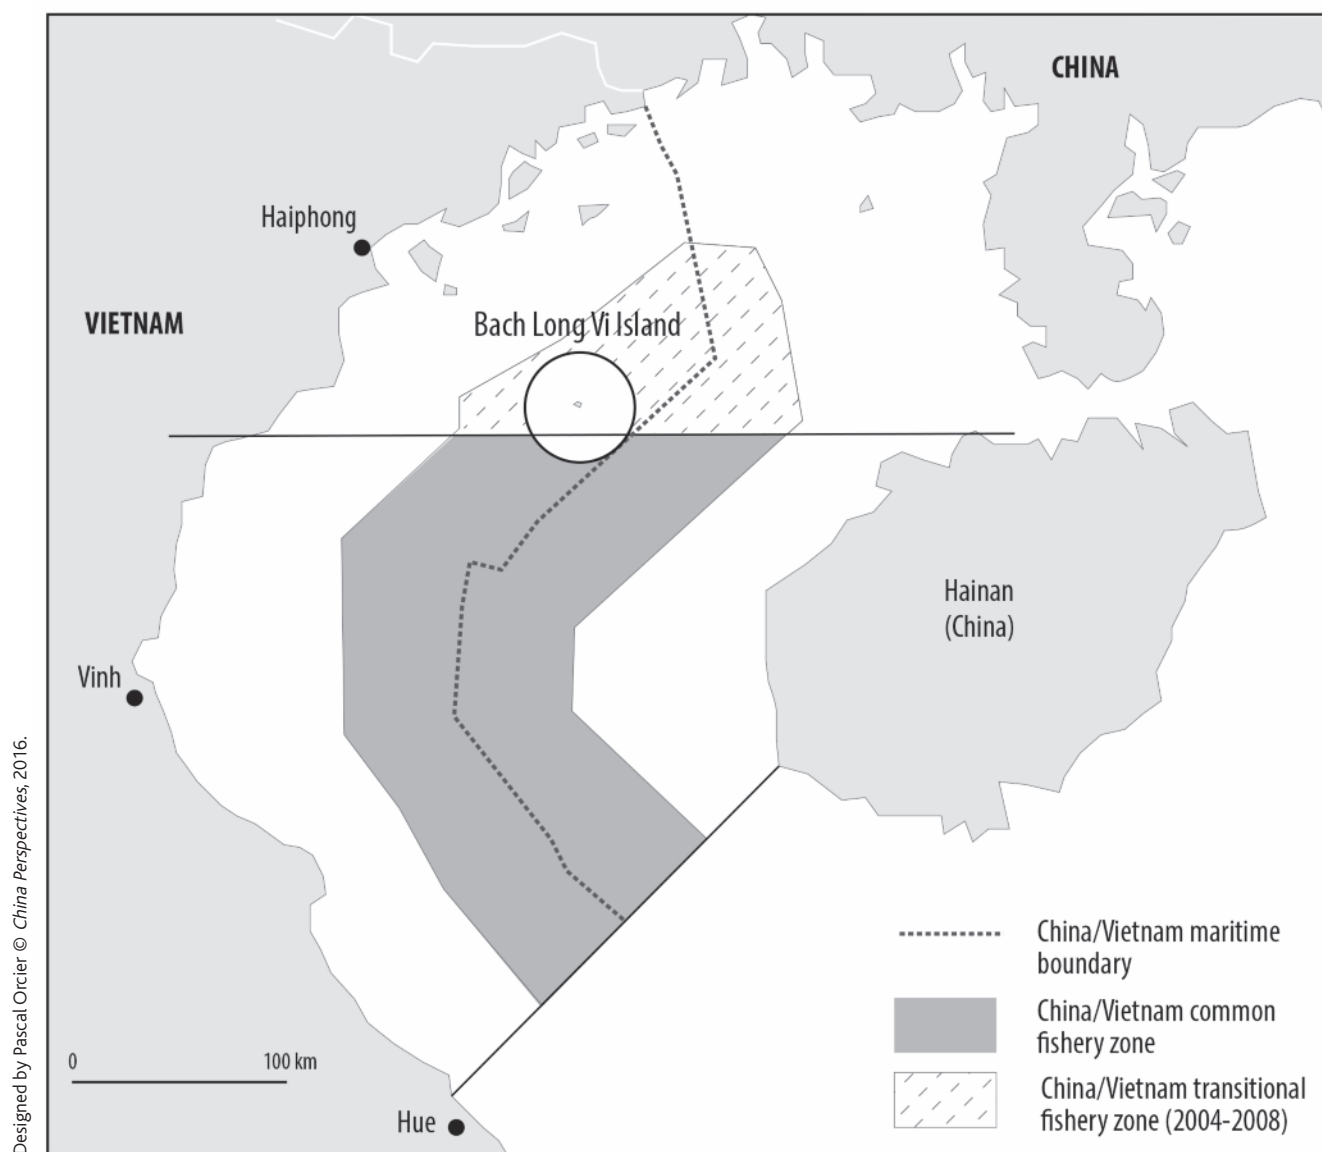 CHINA
Haiphong
VIETNAM
Bach Long Vi Island
Hainan
(China)
Vinh
China/Vietnam maritime
boundary
China/Vietnam common
fishery zone
China/Vietnam transitional
fishery zone (2004-2008)
0 100 km
Hue
Designed by Pascal Orcier © China Perspectives, 2016.